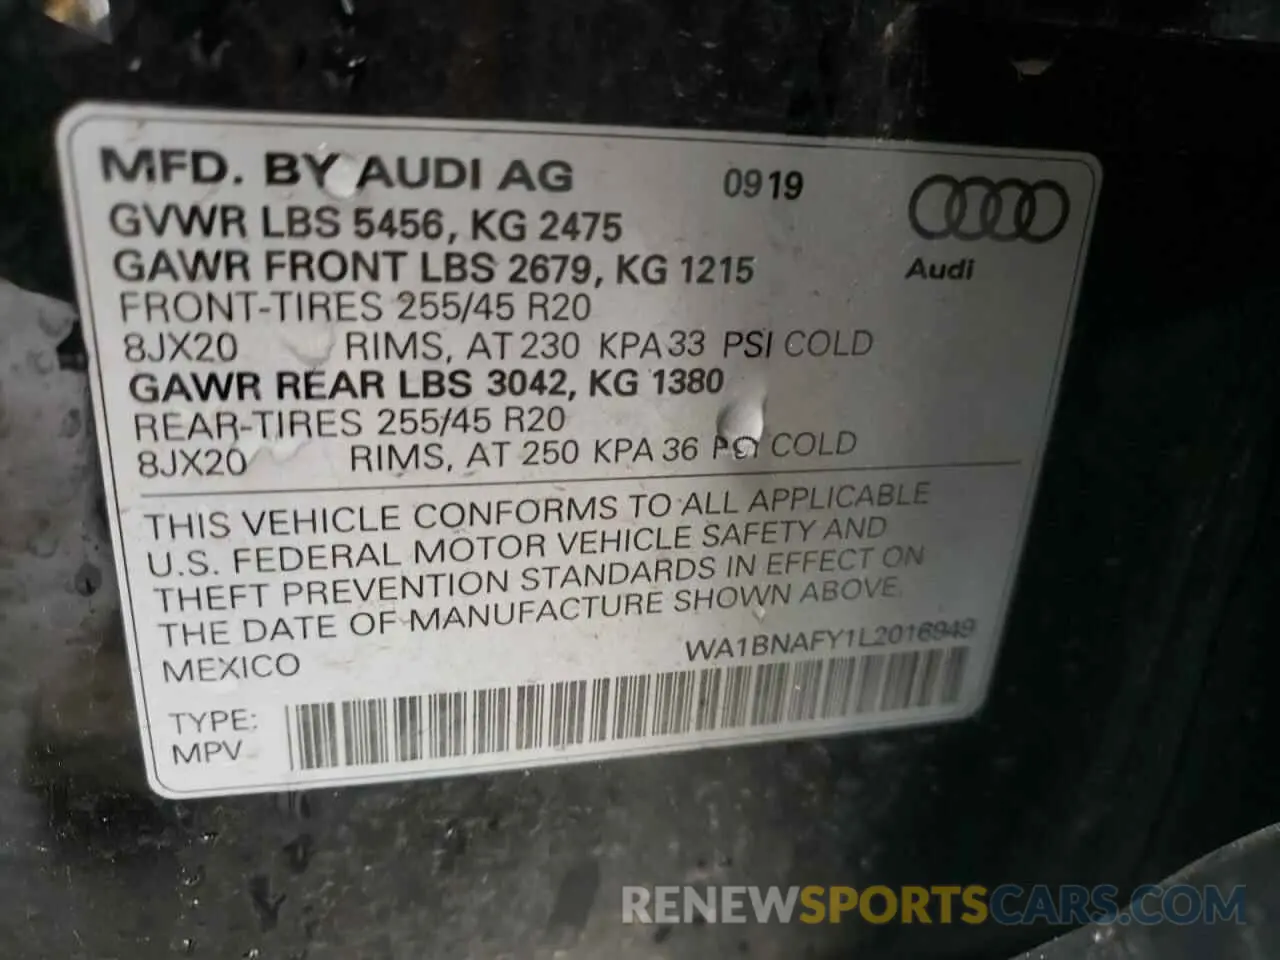 MFD. BY AUDI AG 0919
GVWR LBS 5456, KG 2475
GAWR FRONT LBS 2679, KG 1215
Audi
FRONT-TIRES 255/45 R20
8JX20 RIMS, AT 230 KPA 33 PSI COLD
GAWR REAR LBS 3042, KG 1380
REAR-TIRES 255/45 R20
8JX20 RIMS, AT 250 KPA 36 PSI COLD
THIS VEHICLE CONFORMS TO ALL APPLICABLE
U.S. FEDERAL MOTOR VEHICLE SAFETY AND
THEFT PREVENTION STANDARDS IN EFFECT ON
THE DATE OF MANUFACTURE SHOWN ABOVE.
MEXICO WA1BNAFY1L2016949
TYPE:
MPV
RENEWSPORTSCARS.COM